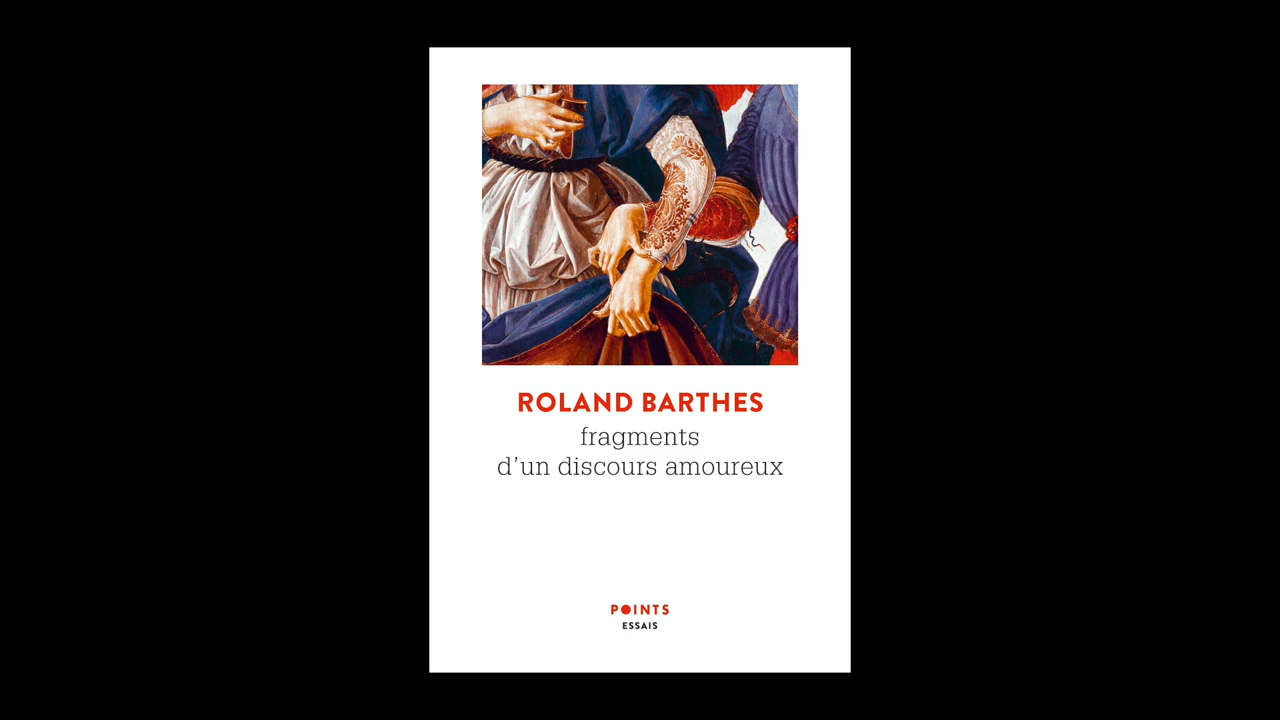 ROLAND BARTHES
fragments
d’un discours amoureux
POINTS
ESSAIS